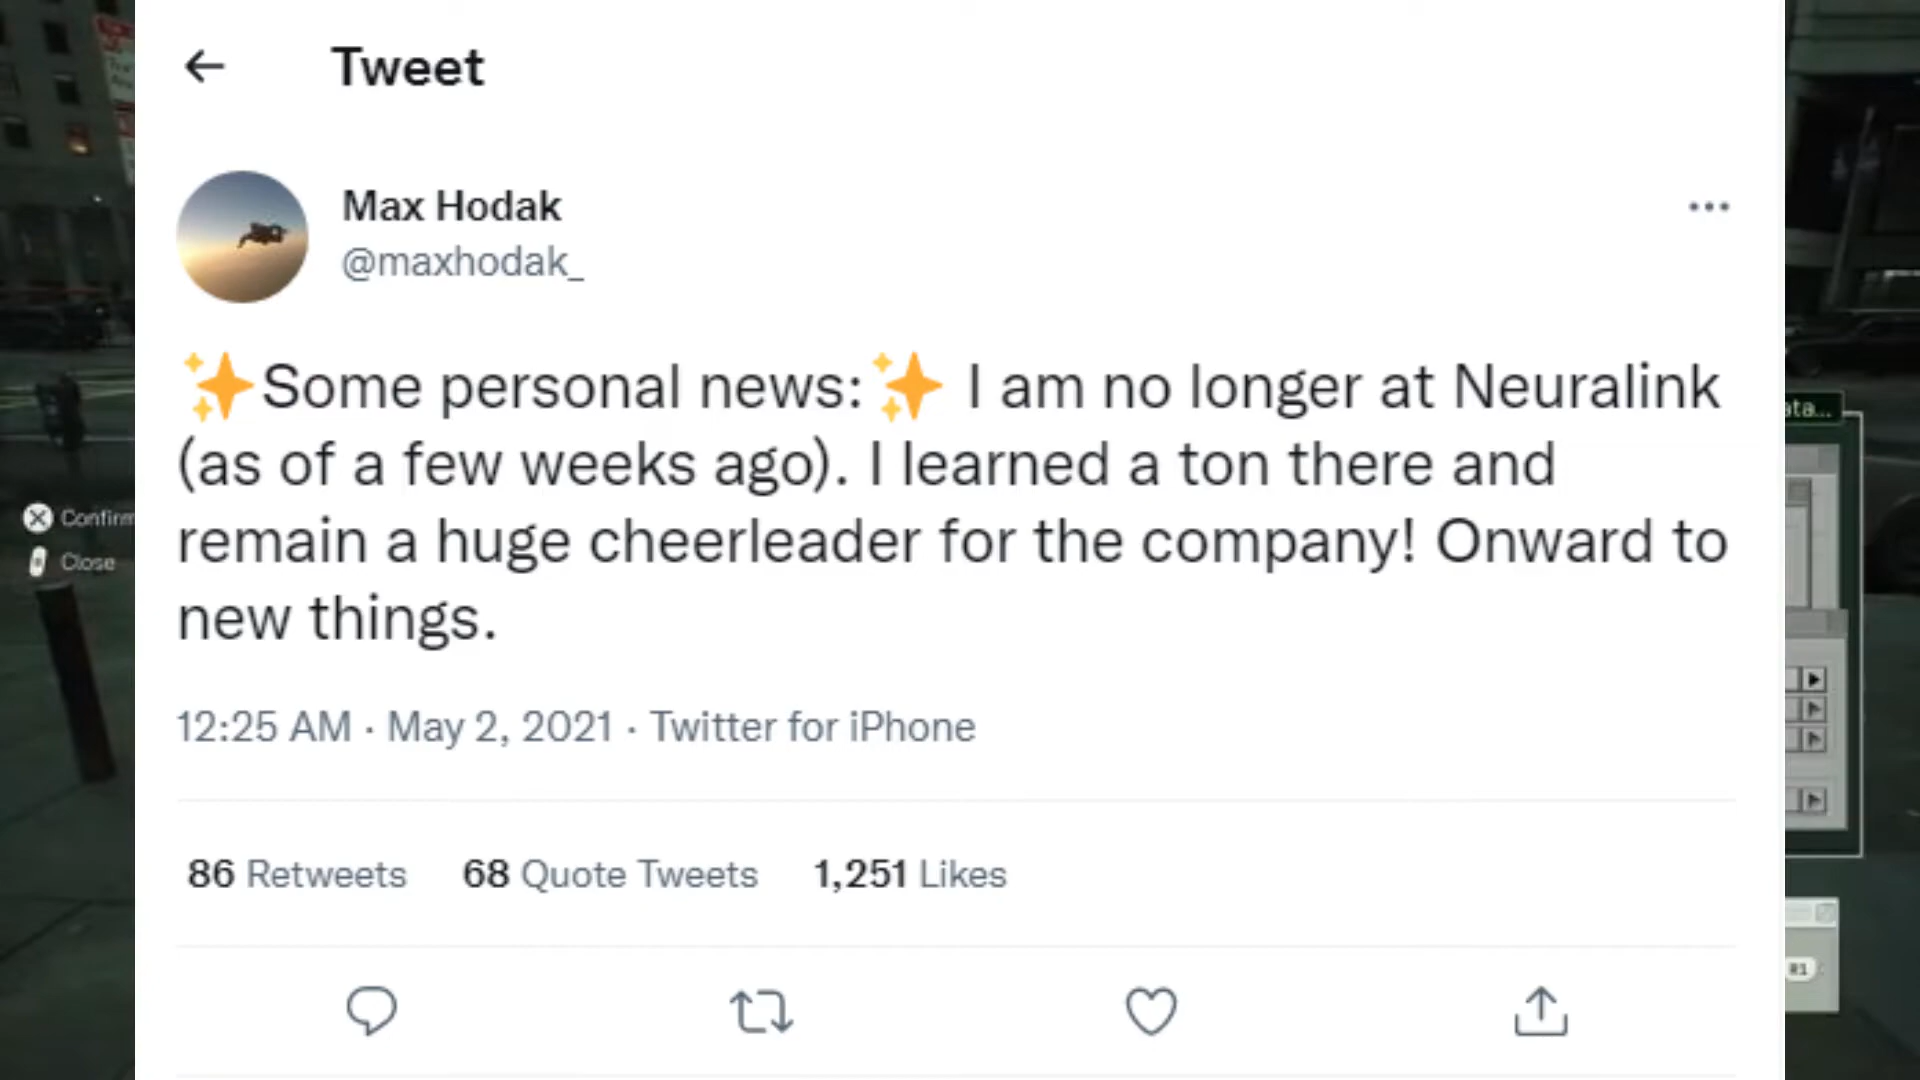 Tweet
Max Hodak
@maxhodak_
✨Some personal news:✨ I am no longer at Neuralink
(as of a few weeks ago). I learned a ton there and
remain a huge cheerleader for the company! Onward to
new things.
12:25 AM · May 2, 2021 · Twitter for iPhone
86 Retweets 68 Quote Tweets 1,251 Likes
Confirm
Close
ata...
R1